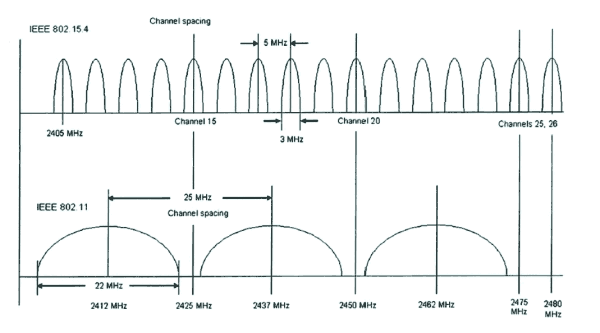 Channel spacing
IEEE 802.15.4
5 MHz
Channel 15
Channel 20
Channels 25, 26
2405 MHz
3 MHz
25 MHz
IEEE 802.11
Channel spacing
22 MHz
2412 MHz
2425 MHz
2437 MHz
2450 MHz
2462 MHz
2475
MHz
2480
MHz